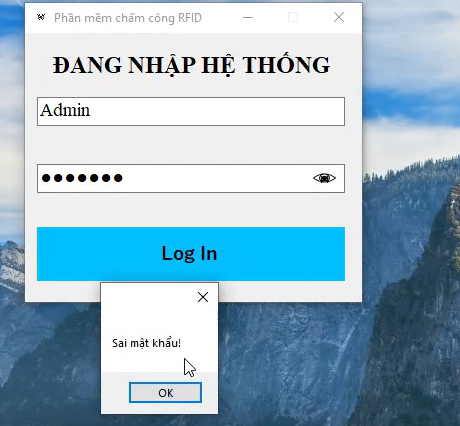 Phần mềm chấm công RFID
ĐANG NHẬP HỆ THỐNG
Admin
●●●●●●●
Log In
Sai mật khẩu!
OK